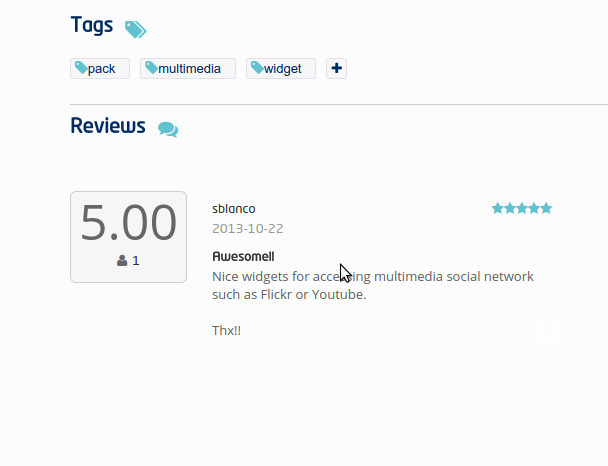 Tags
pack multimedia widget +
Reviews
5.00
1
sblanco
2013-10-22
Awesome!!
Nice widgets for accessing multimedia social network
such as Flickr or Youtube.
Thx!!